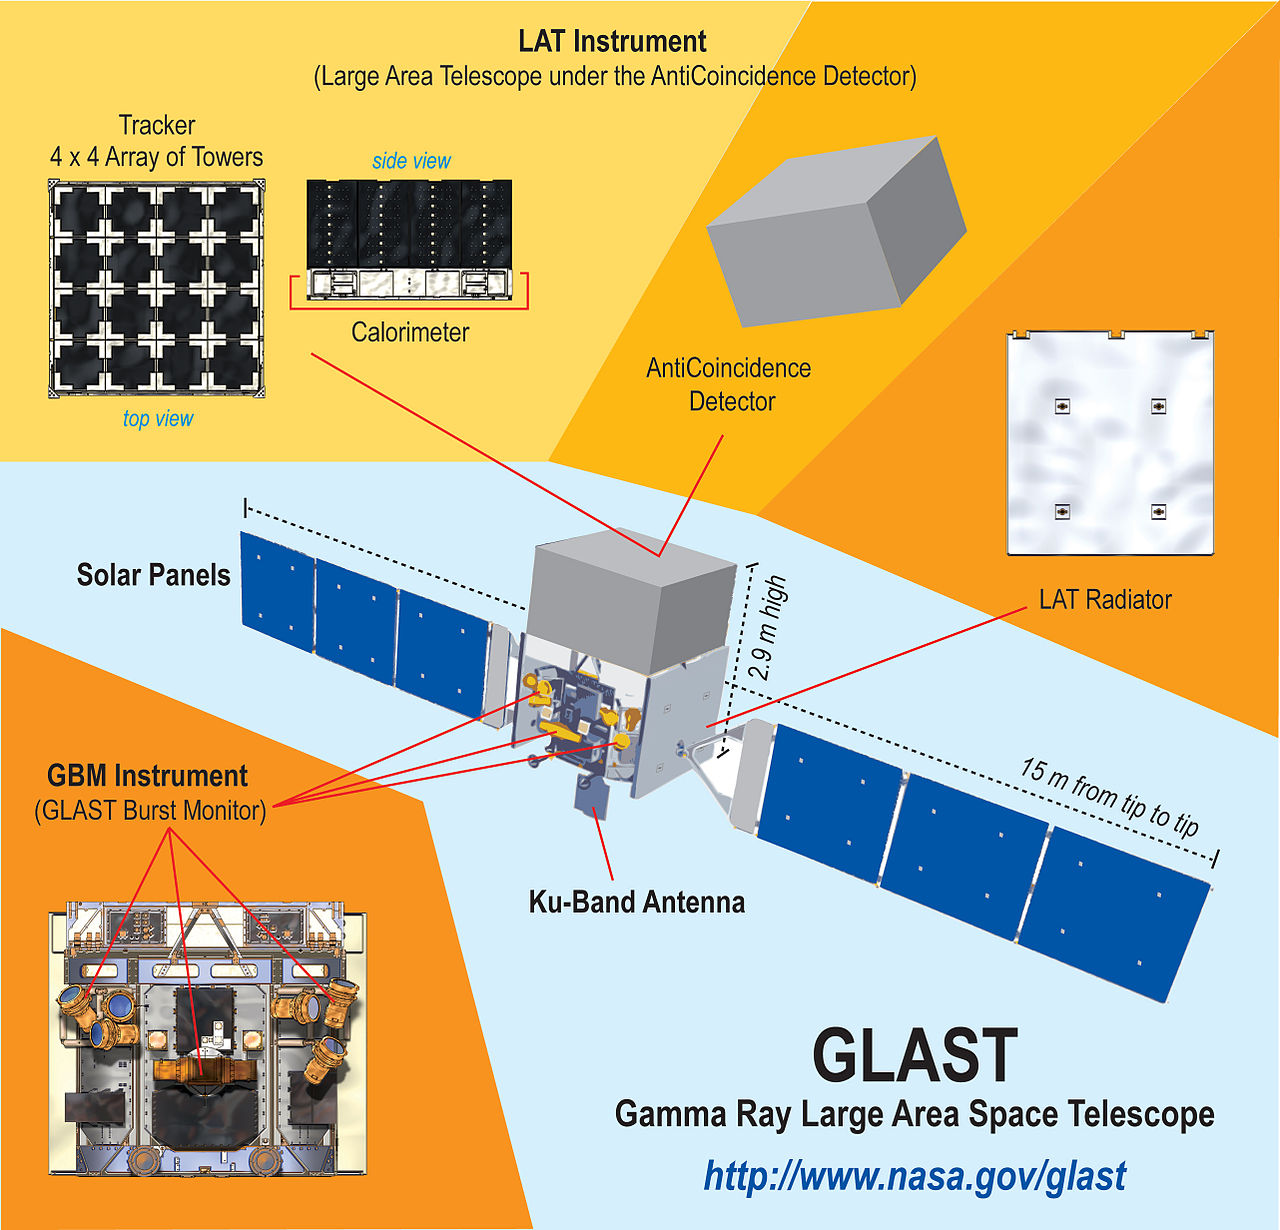 LAT Instrument
(Large Area Telescope under the AntiCoincidence Detector)
Tracker
4 x 4 Array of Towers
side view
Calorimeter
top view
AntiCoincidence
Detector
LAT Radiator
Solar Panels
2.9 m high
15 m from tip to tip
GBM Instrument
(GLAST Burst Monitor)
Ku-Band Antenna
GLAST
Gamma Ray Large Area Space Telescope
http://www.nasa.gov/glast